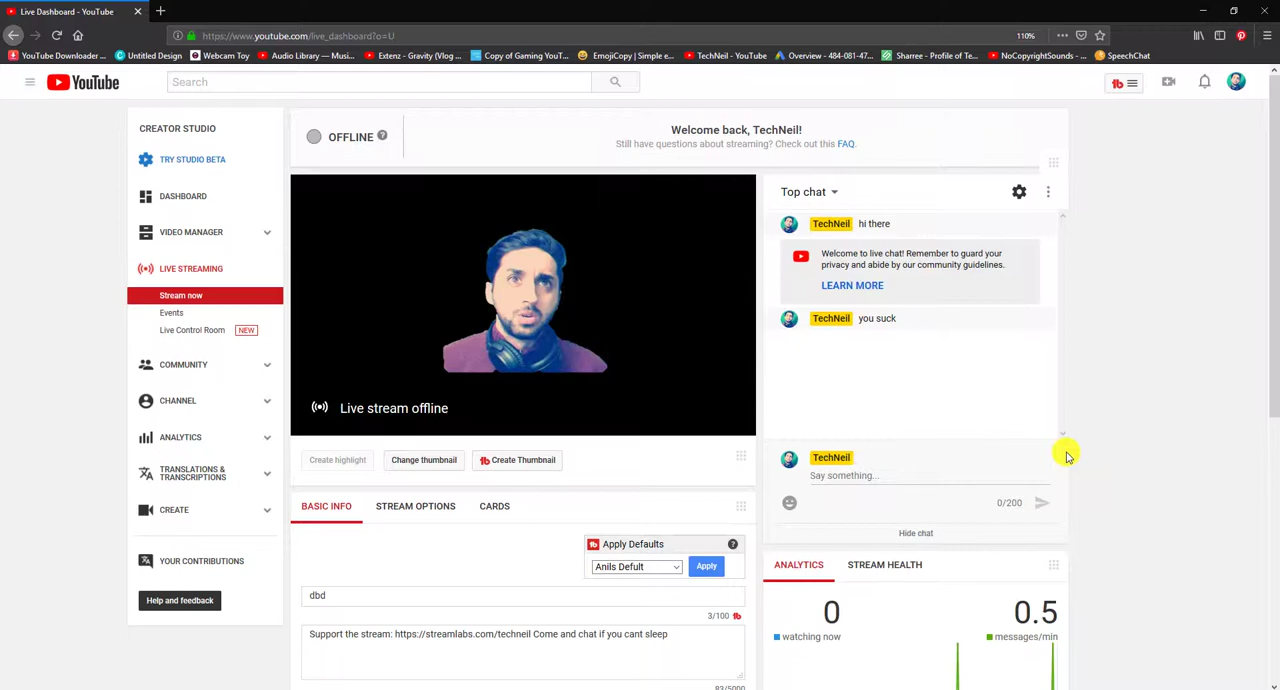 Live Dashboard - YouTube
https://www.youtube.com/live_dashboard?o=U
110%
YouTube Downloader ...
Untitled Design
Webcam Toy
Audio Library — Musi...
Extenz - Gravity (Vlog ...
Copy of Gaming YouT...
EmojiCopy | Simple e...
TechNeil - YouTube
Overview - 484-081-47...
Sharree - Profile of Te...
NoCopyrightSounds - ...
SpeechChat
YouTube
Search
CREATOR STUDIO
TRY STUDIO BETA
DASHBOARD
VIDEO MANAGER
LIVE STREAMING
Stream now
Events
Live Control Room NEW
COMMUNITY
CHANNEL
ANALYTICS
TRANSLATIONS &
TRANSCRIPTIONS
CREATE
YOUR CONTRIBUTIONS
Help and feedback
OFFLINE
Welcome back, TechNeil!
Still have questions about streaming? Check out this FAQ.
Live stream offline
Create highlight
Change thumbnail
Create Thumbnail
BASIC INFO
STREAM OPTIONS
CARDS
Apply Defaults
Anils Defult
Apply
dbd
3/100
Support the stream: https://streamlabs.com/techneil Come and chat if you cant sleep
83/5000
Top chat
TechNeil hi there
Welcome to live chat! Remember to guard your
privacy and abide by our community guidelines.
LEARN MORE
TechNeil you suck
TechNeil
Say something...
0/200
Hide chat
ANALYTICS
STREAM HEALTH
0
watching now
0.5
messages/min